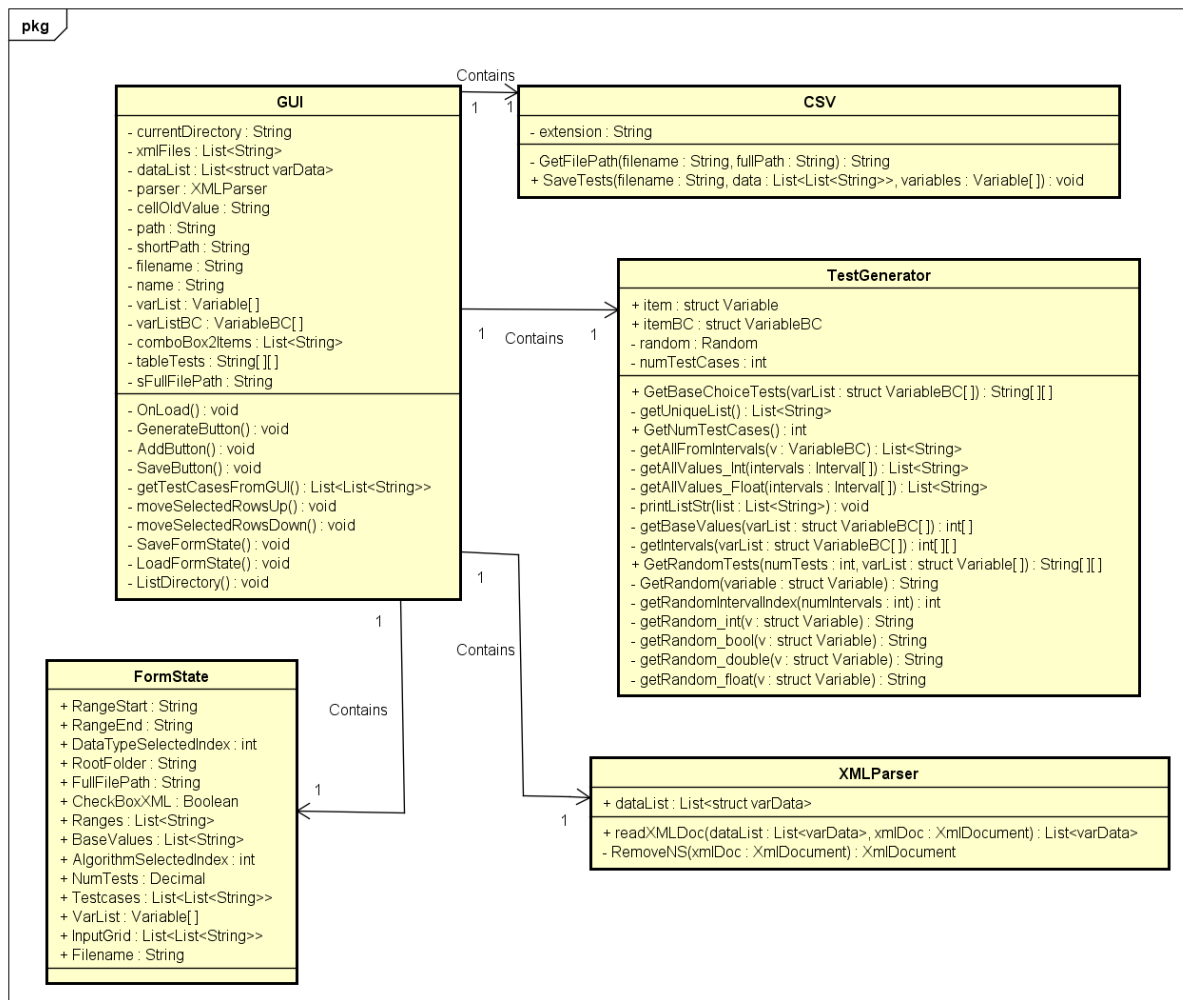 pkg
GUI
- currentDirectory : String
- xmlFiles : List<String>
- dataList : List<struct varData>
- parser : XMLParser
- cellOldValue : String
- path : String
- shortPath : String
- filename : String
- name : String
- varList : Variable[ ]
- varListBC : VariableBC[ ]
- comboBox2Items : List<String>
- tableTests : String[ ][ ]
- sFullFilePath : String
- OnLoad() : void
- GenerateButton() : void
- AddButton() : void
- SaveButton() : void
- getTestCasesFromGUI() : List<List<String>>
- moveSelectedRowsUp() : void
- moveSelectedRowsDown() : void
- SaveFormState() : void
- LoadFormState() : void
- ListDirectory() : void
Contains
1
1
CSV
- extension : String
- GetFilePath(filename : String, fullPath : String) : String
+ SaveTests(filename : String, data : List<List<String>>, variables : Variable[ ]) : void
1
Contains
1
TestGenerator
+ item : struct Variable
+ itemBC : struct VariableBC
- random : Random
- numTestCases : int
+ GetBaseChoiceTests(varList : struct VariableBC[ ]) : String[ ][ ]
- getUniqueList() : List<String>
+ GetNumTestCases() : int
- getAllFromIntervals(v : VariableBC) : List<String>
- getAllValues_Int(intervals : Interval[ ]) : List<String>
- getAllValues_Float(intervals : Interval[ ]) : List<String>
- printListStr(list : List<String>) : void
- getBaseValues(varList : struct VariableBC[ ]) : int[ ]
- getIntervals(varList : struct VariableBC[ ]) : int[ ][ ]
+ GetRandomTests(numTests : int, varList : struct Variable[ ]) : String[ ][ ]
- GetRandom(variable : struct Variable) : String
- getRandomIntervalIndex(numIntervals : int) : int
- getRandom_int(v : struct Variable) : String
- getRandom_bool(v : struct Variable) : String
- getRandom_double(v : struct Variable) : String
- getRandom_float(v : struct Variable) : String
1
Contains
1
1
Contains
1
FormState
+ RangeStart : String
+ RangeEnd : String
+ DataTypeSelectedIndex : int
+ RootFolder : String
+ FullFilePath : String
+ CheckBoxXML : Boolean
+ Ranges : List<String>
+ BaseValues : List<String>
+ AlgorithmSelectedIndex : int
+ NumTests : Decimal
+ Testcases : List<List<String>>
+ VarList : Variable[ ]
+ InputGrid : List<List<String>>
+ Filename : String
XMLParser
+ dataList : List<struct varData>
+ readXMLDoc(dataList : List<varData>, xmlDoc : XmlDocument) : List<varData>
- RemoveNS(xmlDoc : XmlDocument) : XmlDocument